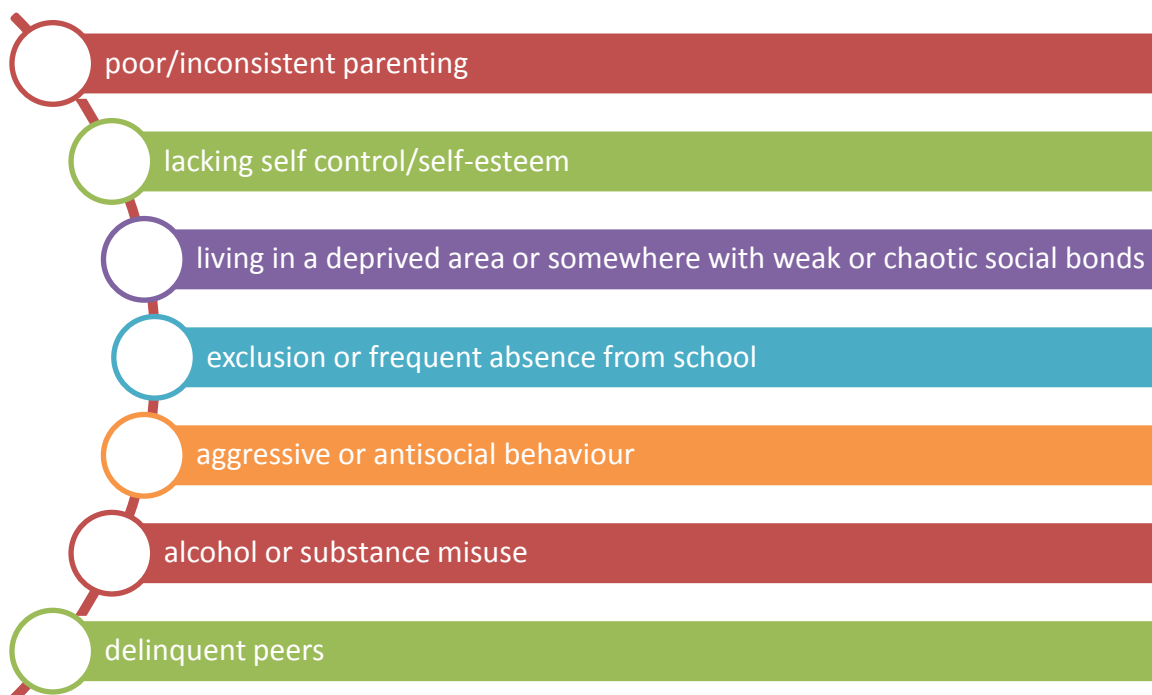 poor/inconsistent parenting
lacking self control/self-esteem
living in a deprived area or somewhere with weak or chaotic social bonds
exclusion or frequent absence from school
aggressive or antisocial behaviour
alcohol or substance misuse
delinquent peers